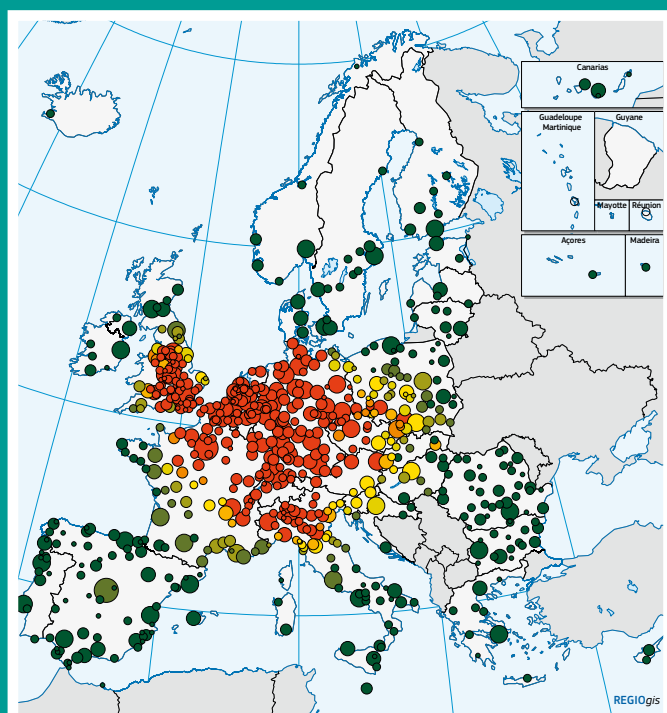 Canarias
Guadeloupe
Martinique
Guyane
Mayotte
Réunion
Açores
Madeira
REGIOgis